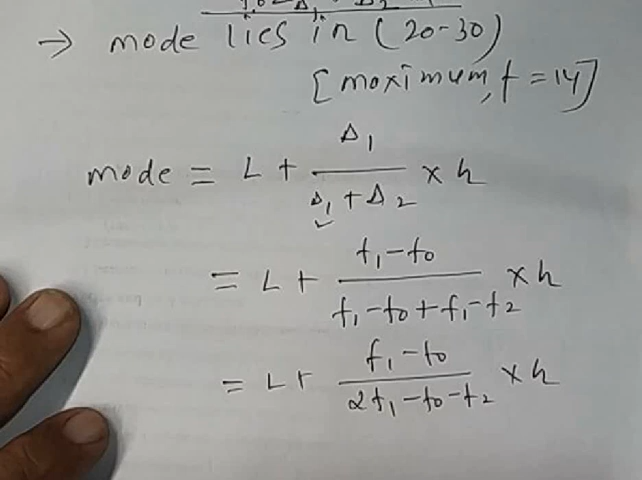 → mode lies in (20-30)
[maximum, f = 14]
mode = L + Δ₁ / (Δ₁ + Δ₂) × h
= L + (f₁ - f₀) / (f₁ - f₀ + f₁ - f₂) × h
= L + (f₁ - f₀) / (2f₁ - f₀ - f₂) × h